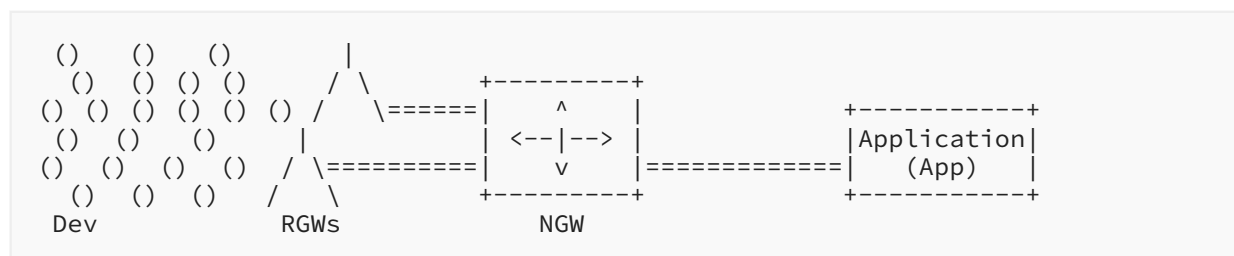 ()    ()    ()        |
  ()   () () ()      / \       +---------+
() () () () () () /   \======|    ^    |             +-----------+
 ()   ()    ()      |          | <--|--> |             |Application|
()   ()   ()   ()   / \==========|    v    |=============|   (App)   |
  ()   ()   ()    /   \         +---------+             +-----------+
Dev               RGWs              NGW